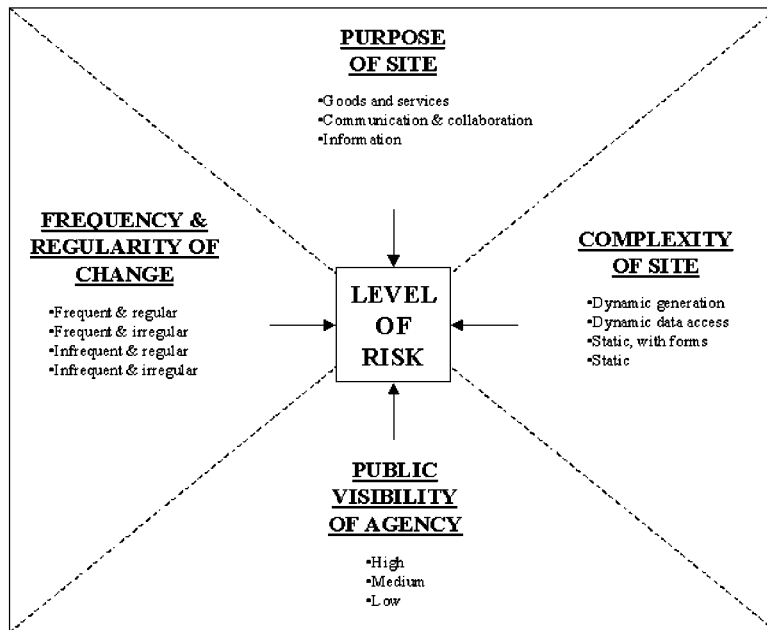 PURPOSE
OF SITE
•Goods and services
•Communication & collaboration
•Information
FREQUENCY &
REGULARITY OF
CHANGE
•Frequent & regular
•Frequent & irregular
•Infrequent & regular
•Infrequent & irregular
LEVEL
OF
RISK
COMPLEXITY
OF SITE
•Dynamic generation
•Dynamic data access
•Static, with forms
•Static
PUBLIC
VISIBILITY
OF AGENCY
•High
•Medium
•Low